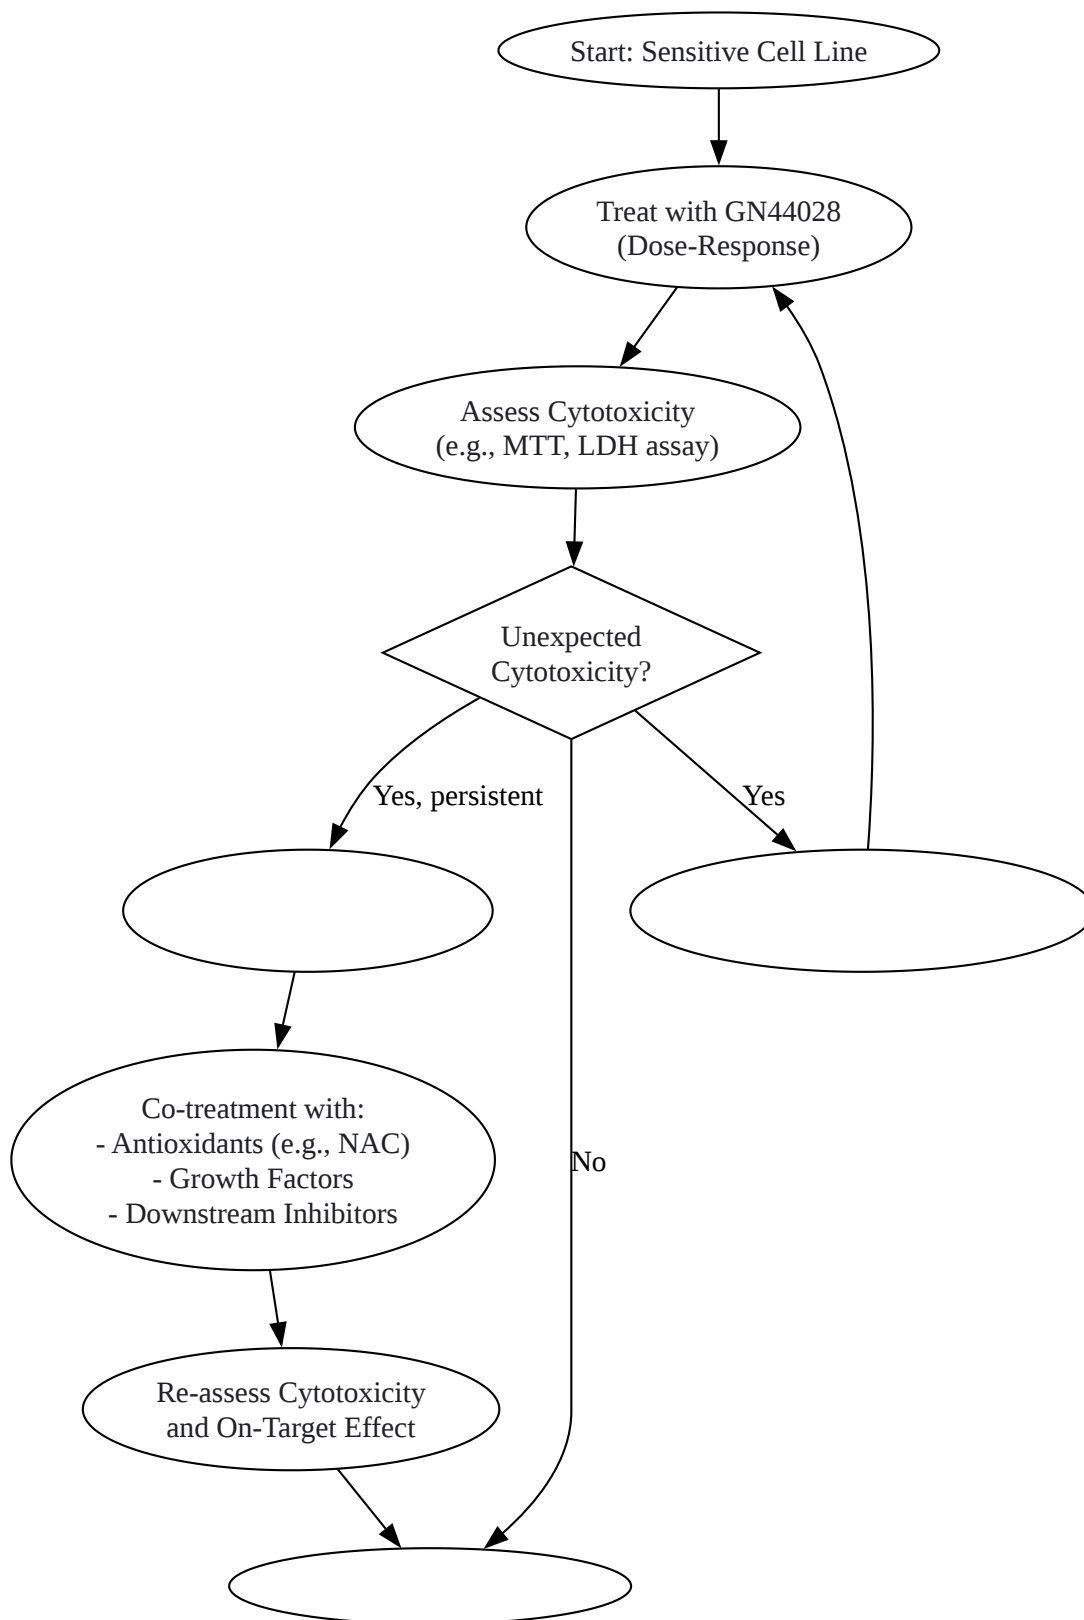 Start: Sensitive Cell Line
Treat with GN44028
(Dose-Response)
Assess Cytotoxicity
(e.g., MTT, LDH assay)
Unexpected
Cytotoxicity?
Yes, persistent
Yes
Co-treatment with:
- Antioxidants (e.g., NAC)
- Growth Factors
- Downstream Inhibitors
No
Re-assess Cytotoxicity
and On-Target Effect